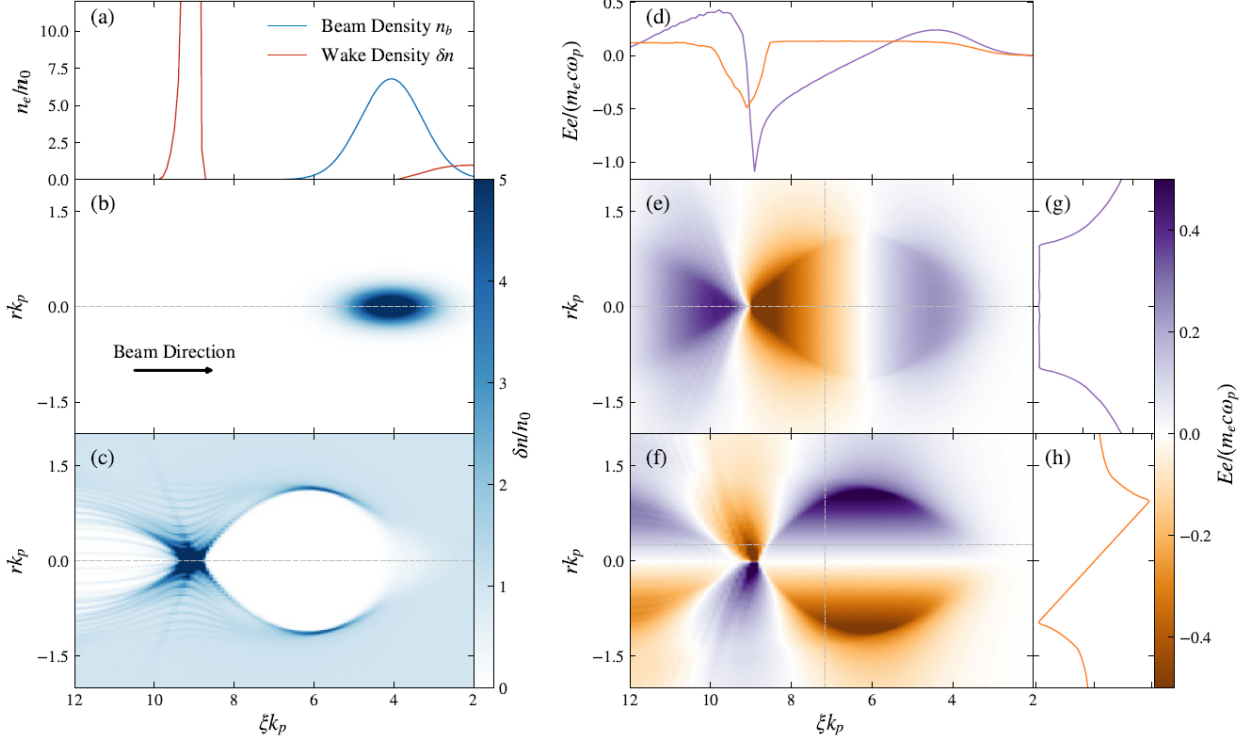 (a)
Beam Density n_b
Wake Density δn
n_e/n_0
12.5
10.0
7.5
5.0
2.5
0.0
(b)
rk_p
1.5
0.0
−1.5
Beam Direction
(c)
rk_p
1.5
0.0
−1.5
12
10
8
6
4
2
ξk_p
5
4
3
2
1
0
δn/n_0
(d)
Ee/(m_ecω_p)
0.5
0.0
−0.5
−1.0
(e)
rk_p
1.5
0.0
−1.5
(g)
(f)
rk_p
1.5
0.0
−1.5
12
10
8
6
4
2
ξk_p
(h)
0.4
0.2
0.0
−0.2
−0.4
Ee/(m_ecω_p)